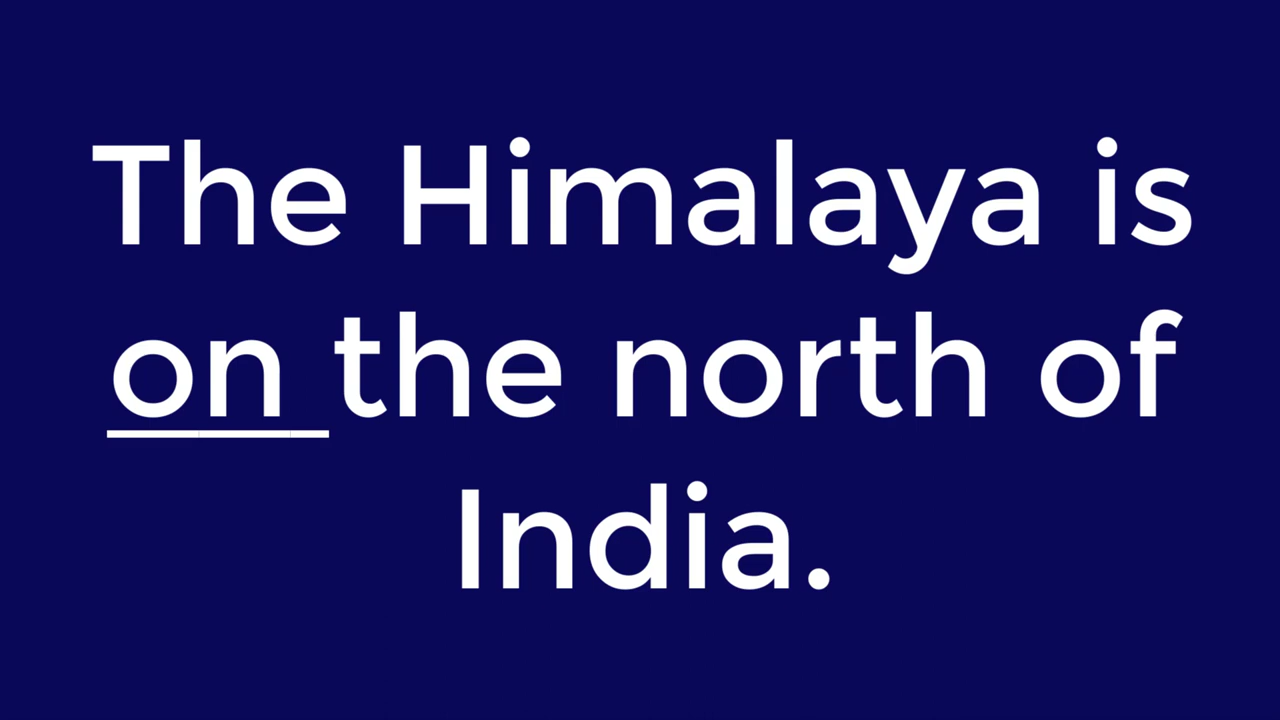 The Himalaya is
on the north of
India.